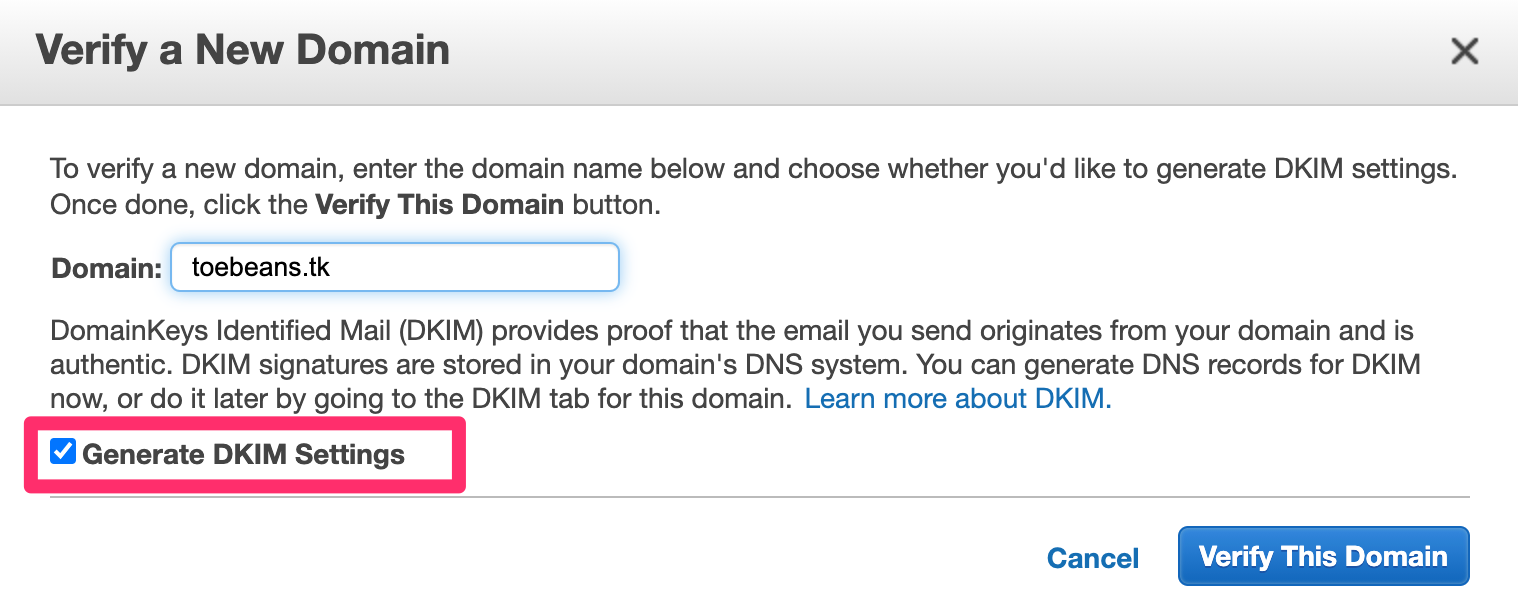 Verify a New Domain
To verify a new domain, enter the domain name below and choose whether you'd like to generate DKIM settings.
Once done, click the Verify This Domain button.
Domain: toebeans.tk
DomainKeys Identified Mail (DKIM) provides proof that the email you send originates from your domain and is
authentic. DKIM signatures are stored in your domain's DNS system. You can generate DNS records for DKIM
now, or do it later by going to the DKIM tab for this domain. Learn more about DKIM.
Generate DKIM Settings
Cancel Verify This Domain